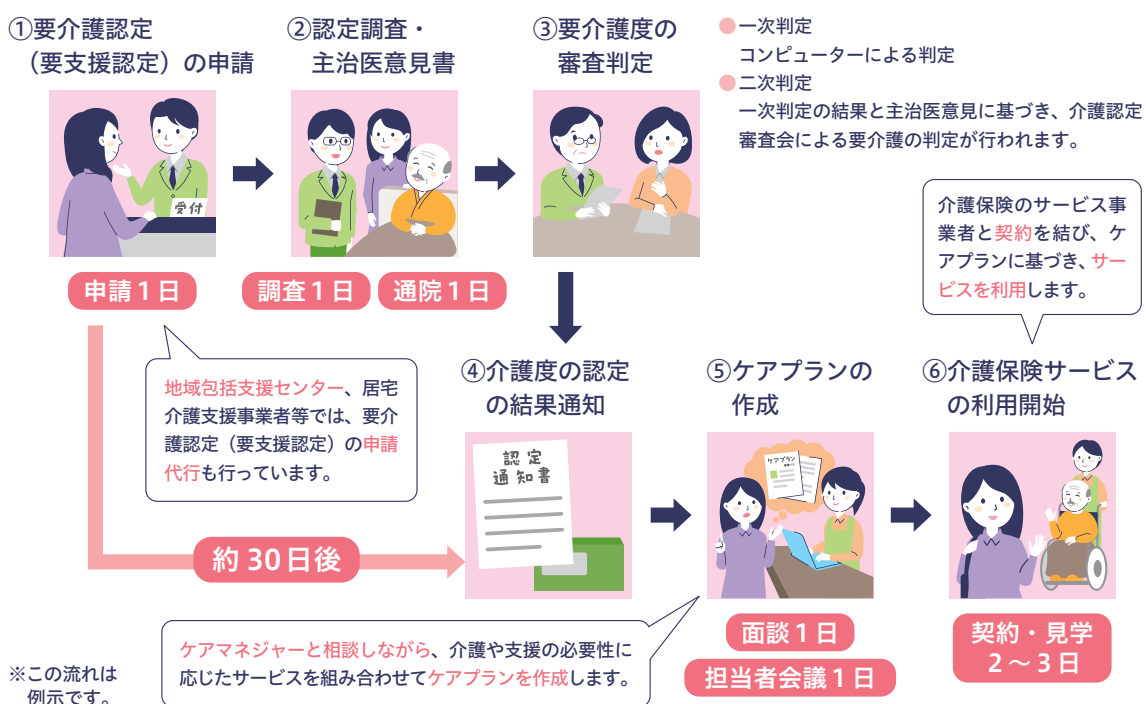 ①要介護認定
（要支援認定）の申請
受付
申請1日
②認定調査・
主治医意見書
調査1日
通院1日
③要介護度の
審査判定
●一次判定
コンピューターによる判定
●二次判定
一次判定の結果と主治医意見に基づき、介護認定
審査会による要介護の判定が行われます。
地域包括支援センター、居宅
介護支援事業者等では、要介
護認定（要支援認定）の申請
代行も行っています。
約30日後
④介護度の認定
の結果通知
認定
通知書
⑤ケアプランの
作成
ケアプラン
面談1日
担当者会議1日
ケアマネジャーと相談しながら、介護や支援の必要性に
応じたサービスを組み合わせてケアプランを作成します。
介護保険のサービス事
業者と契約を結び、ケ
アプランに基づき、サー
ビスを利用します。
⑥介護保険サービス
の利用開始
契約・見学
2～3日
※この流れは
例示です。